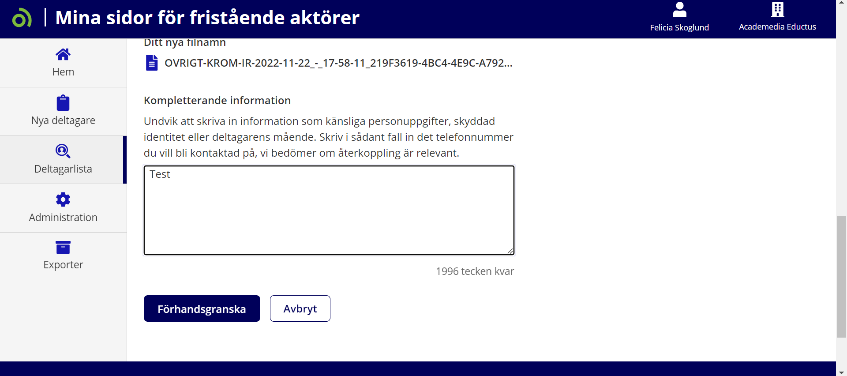 Mina sidor för fristående aktörer
Felicia Skoglund
Academedia Eductus
Hem
Nya deltagare
Deltagarlista
Administration
Exporter
Ditt nya filnamn
OVRIGT-KROM-IR-2022-11-22_-_17-58-11_219F3619-4BC4-4E9C-A792...
Kompletterande information
Undvik att skriva in information som känsliga personuppgifter, skyddad
identitet eller deltagarens mående. Skriv i sådant fall in det telefonnummer
du vill bli kontaktad på, vi bedömer om återkoppling är relevant.
Test
1996 tecken kvar
Förhandsgranska
Avbryt